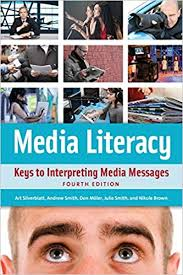 Media Literacy
Keys to Interpreting Media Messages
FOURTH EDITION
Art Silverblatt, Andrew Smith, Don Miller, Julie Smith, and Nikole Brown